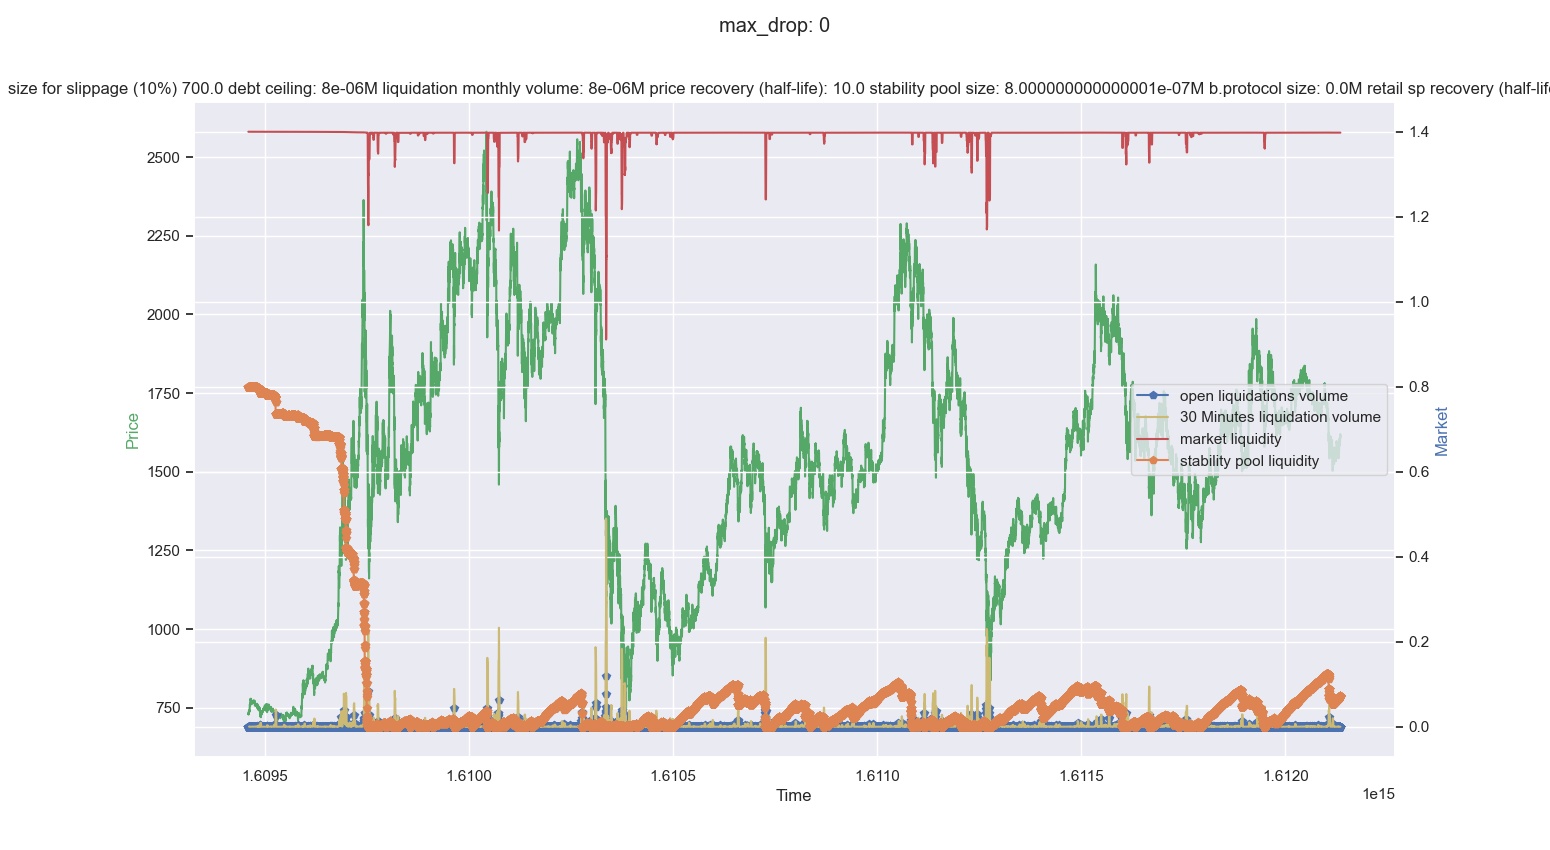 max_drop: 0
size for slippage (10%) 700.0 debt ceiling: 8e-06M liquidation monthly volume: 8e-06M price recovery (half-life): 10.0 stability pool size: 8.000000000000001e-07M b.protocol size: 0.0M retail sp recovery (half-life
2500
2250
2000
1750
1500
1250
1000
750
Price
1.4
1.2
1.0
0.8
0.6
0.4
0.2
0.0
Market
open liquidations volume
30 Minutes liquidation volume
market liquidity
stability pool liquidity
1.6095
1.6100
1.6105
1.6110
1.6115
1.6120
1e15
Time